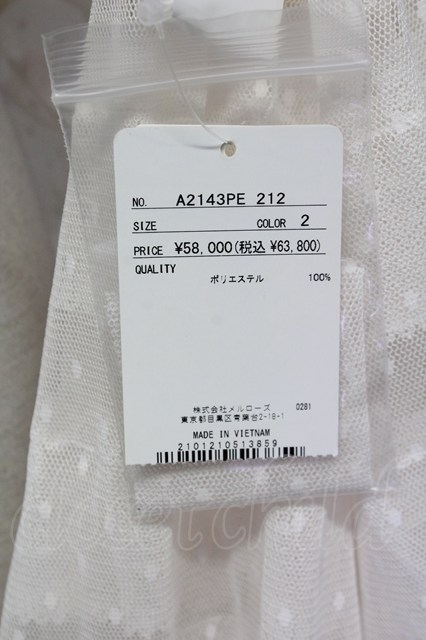 NO. A2143PE 212
SIZE COLOR 2
PRICE ¥58,000(税込 ¥63,800)
QUALITY
ポリエステル 100%
株式会社メルローズ 0281
東京都目黒区青葉台2-18-1
MADE IN VIETNAM
2101210513859
closet child